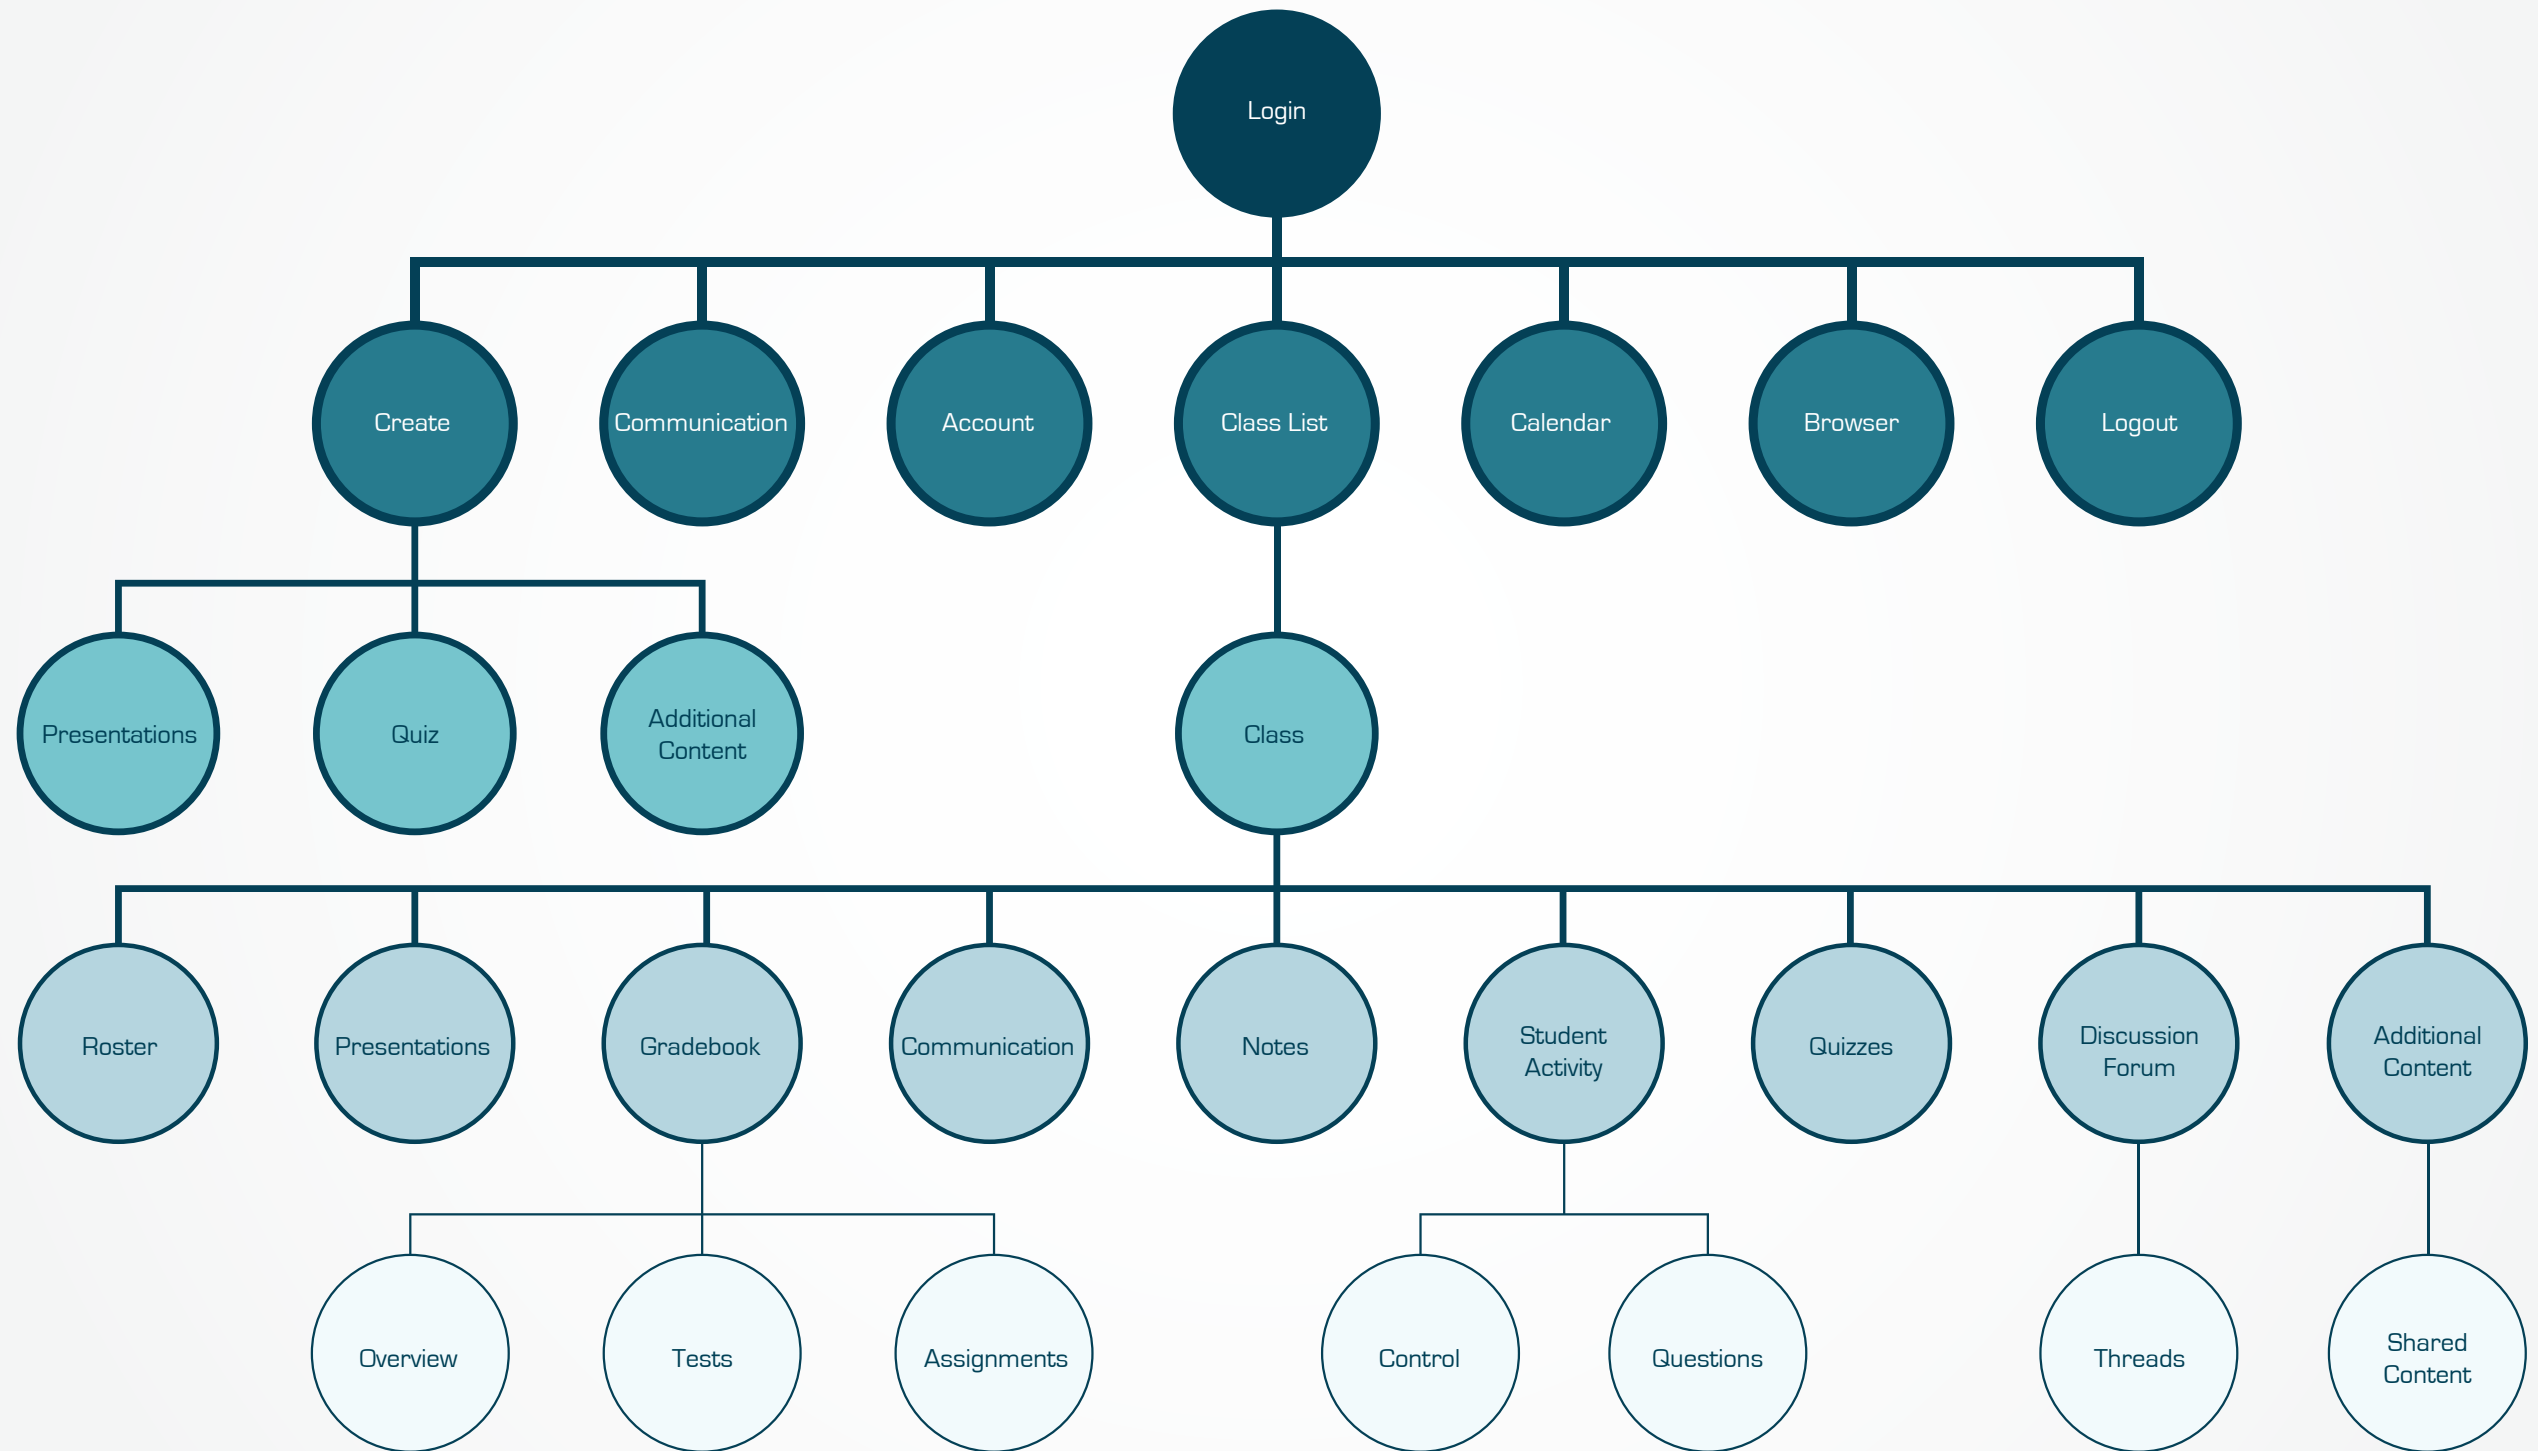 Login
Create
Communication
Account
Class List
Calendar
Browser
Logout
Presentations
Quiz
Additional
Content
Class
Roster
Presentations
Gradebook
Communication
Notes
Student
Activity
Quizzes
Discussion
Forum
Additional
Content
Overview
Tests
Assignments
Control
Questions
Threads
Shared
Content